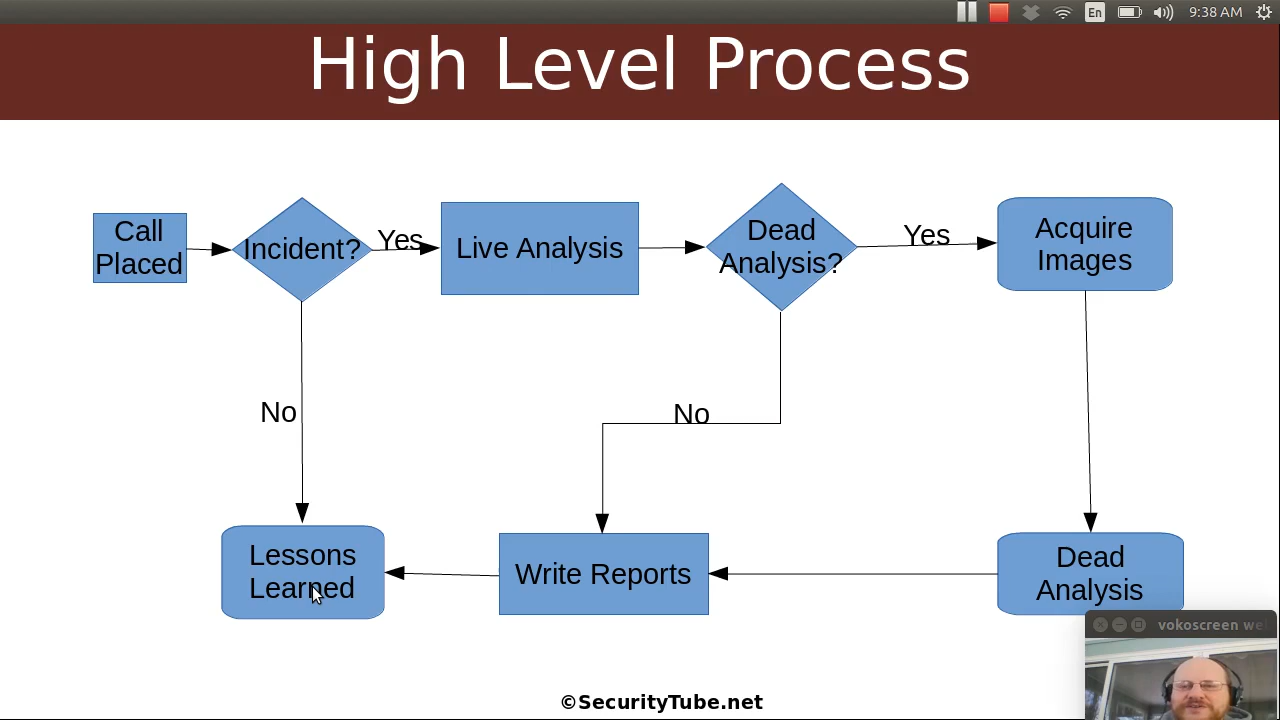 En
9:38 AM
High Level Process
Call
Placed
Incident?
Yes
Live Analysis
Dead
Analysis?
Yes
Acquire
Images
No
No
Lessons
Learned
Write Reports
Dead
Analysis
vokoscreen we
©SecurityTube.net